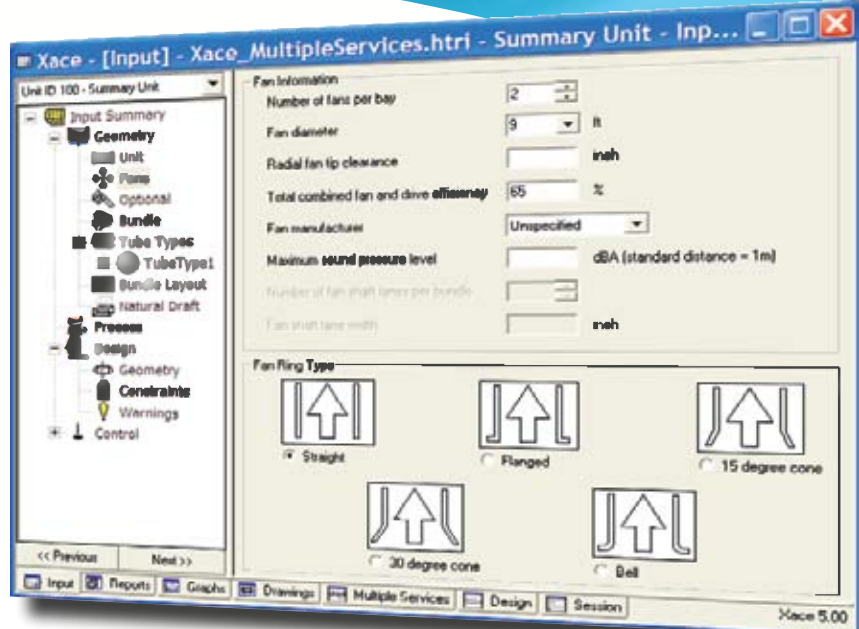 Xace - [Input] - Xace_MultipleServices.htri - Summary Unit - Inp...
Unit ID 100 - Summary Unit
Input Summary
Geometry
Unit
Fans
Optional
Bundle
Tube Types
TubeType1
Bundle Layout
Natural Draft
Process
Design
Geometry
Constraints
Warnings
Control
<< Previous
Next >>
Fan Information
Number of fans per bay 2
Fan diameter 9 ft
Radial fan tip clearance inch
Total combined fan and drive efficiency 65 %
Fan manufacturer Unspecified
Maximum sound pressure level dBA (standard distance = 1m)
Number of fan shaft lanes per bundle
Fan shaft lane width inch
Fan Ring Type
Straight
Flanged
15 degree cone
30 degree cone
Bell
Input Reports Graphs Drawings Multiple Services Design Session
Xace 5.00